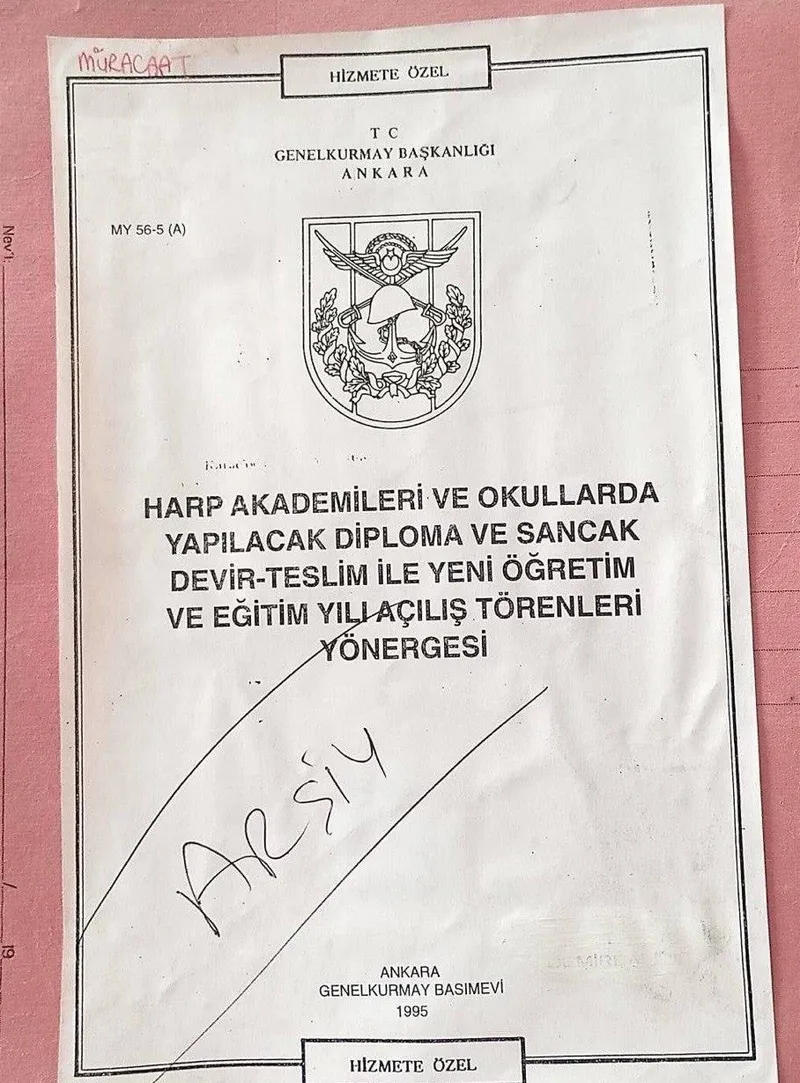 MÜRACAAT
HİZMETE ÖZEL
T C
GENELKURMAY BAŞKANLIĞI
ANKARA
MY 56-5 (A)
HARP AKADEMİLERİ VE OKULLARDA
YAPILACAK DİPLOMA VE SANCAK
DEVİR-TESLİM İLE YENİ ÖĞRETİM
VE EĞİTİM YILI AÇILIŞ TÖRENLERİ
YÖNERGESİ
ARŞİV
ANKARA
GENELKURMAY BASIMEVİ
1995
HİZMETE ÖZEL
Nev'i.
/
19